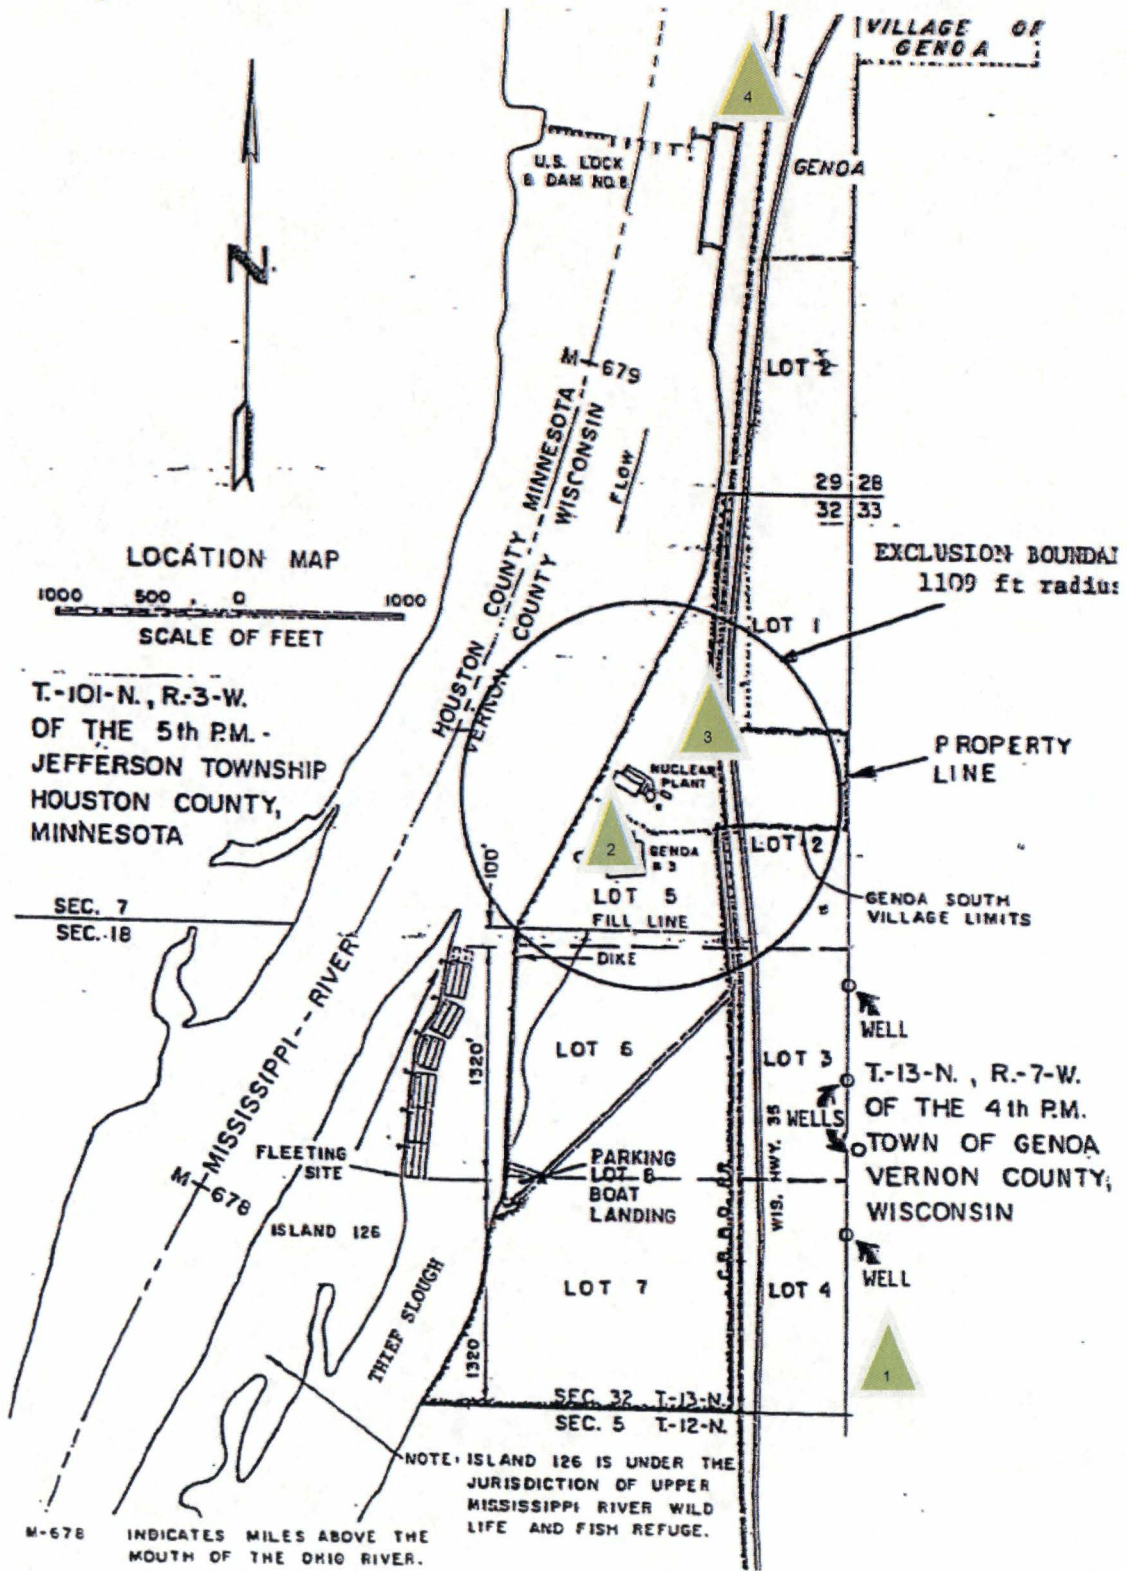 VILLAGE OF
GENOA
4
U.S. LOCK
& DAM NO. 8
GENOA
N
LOT 2
M 679
HOUSTON COUNTY MINNESOTA
VERNON COUNTY WISCONSIN
FLOW
29 28
32 33
LOCATION MAP
1000 500 0 1000
SCALE OF FEET
EXCLUSION BOUNDAI
1109 ft radius
LOT 1
T.-101-N., R.-3-W.
OF THE 5th P.M. -
JEFFERSON TOWNSHIP
HOUSTON COUNTY,
MINNESOTA
3
PROPERTY
LINE
NUCLEAR
PLANT
2
GENOA
# 3
LOT 2
LOT 5
FILL LINE
100'
GENOA SOUTH
VILLAGE LIMITS
SEC. 7
SEC. 18
DIKE
MISSISSIPPI -- RIVER
WELL
LOT 6
LOT 3
1320'
T.-13-N., R.-7-W.
OF THE 4th P.M.
TOWN OF GENOA
VERNON COUNTY,
WISCONSIN
WELLS
WIS. HWY. 35
C.B.& Q. RR
FLEETING
SITE
PARKING
LOT &
BOAT
LANDING
M 678
ISLAND 126
WELL
LOT 7
LOT 4
THIEF SLOUGH
1320'
1
SEC. 32 T.-13-N.
SEC. 5 T.-12-N.
NOTE: ISLAND 126 IS UNDER THE
JURISDICTION OF UPPER
MISSISSIPPI RIVER WILD
LIFE AND FISH REFUGE.
M-678 INDICATES MILES ABOVE THE
MOUTH OF THE OHIO RIVER.